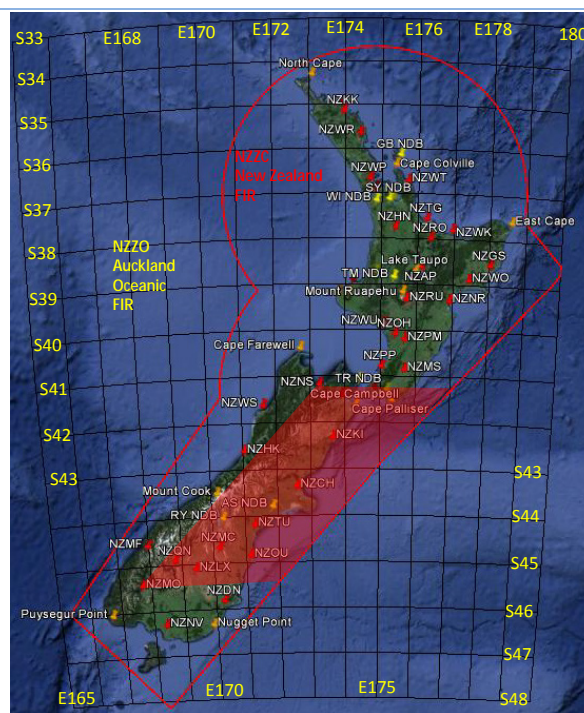 S33
E168
E170
E172
E174
E176
E178
180
S34
North Cape
NZKK
S35
NZWR
GB NDB
NZZC
New Zealand
FIR
Cape Colville
S36
NZWP
NZWT
SY NDB
WI NDB
S37
NZTG
NZHN
East Cape
NZRO
NZWK
NZZO
Auckland
Oceanic
FIR
S38
Lake Taupo
NZGS
TM NDB
NZAP
NZWO
Mount Ruapehu
NZRU
NZNR
S39
NZWU
NZOH
NZPM
S40
Cape Farewell
NZPP
NZMS
TR NDB
NZNS
S41
Cape Campbell
NZWS
Cape Palliser
S42
NZKI
NZHK
S43
S43
NZCH
Mount Cook
AS NDB
RY NDB
S44
NZTU
NZMF
NZMC
NZQN
NZOU
S45
NZLX
NZMO
NZDN
Puysegur Point
S46
NZNV
Nugget Point
S47
E165
E170
E175
S48